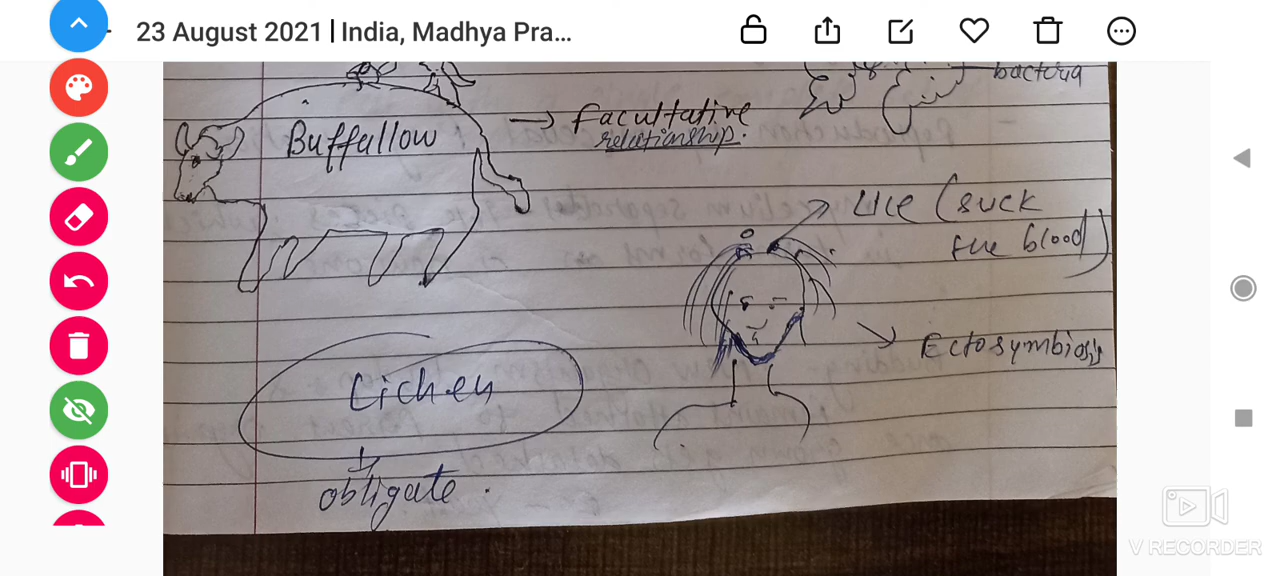 23 August 2021 | India, Madhya Pra...
bacteria
Buffallow
→ Facultative
relationship.
Lice (suck
the blood)
Ectosymbiosis
Lichen
obligate.
V RECORDER